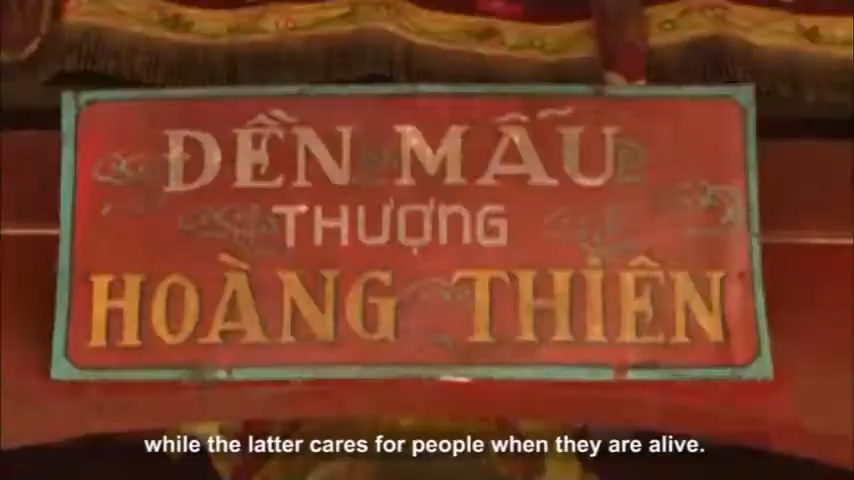 ĐỀN MẪU
THƯỢNG
HOÀNG THIÊN
while the latter cares for people when they are alive.